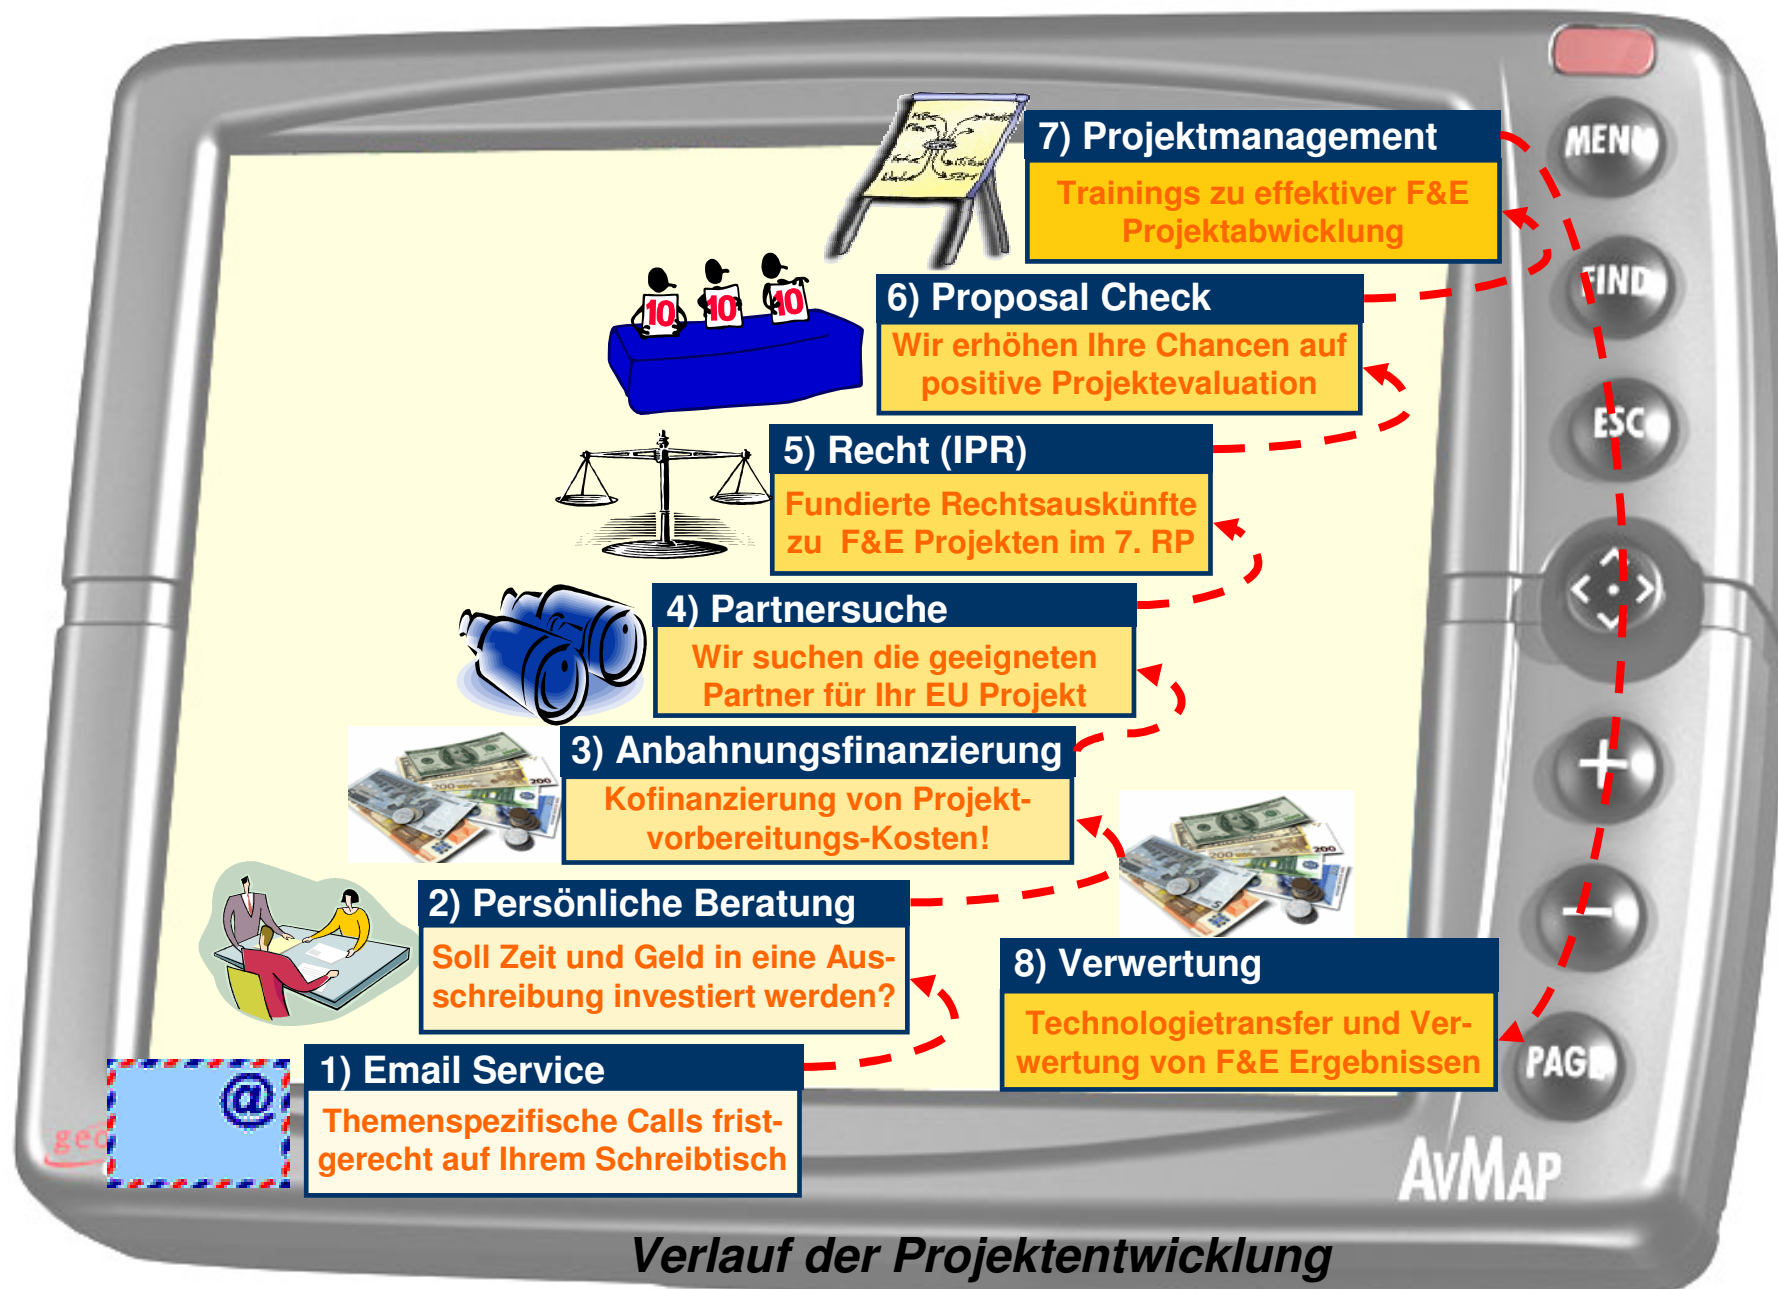 7) Projektmanagement
Trainings zu effektiver F&E
Projektabwicklung
6) Proposal Check
Wir erhöhen Ihre Chancen auf
positive Projektevaluation
10
10
10
5) Recht (IPR)
Fundierte Rechtsauskünfte
zu F&E Projekten im 7. RP
4) Partnersuche
Wir suchen die geeigneten
Partner für Ihr EU Projekt
3) Anbahnungsfinanzierung
Kofinanzierung von Projekt-
vorbereitungs-Kosten!
2) Persönliche Beratung
Soll Zeit und Geld in eine Aus-
schreibung investiert werden?
1) Email Service
Themenspezifische Calls frist-
gerecht auf Ihrem Schreibtisch
@
8) Verwertung
Technologietransfer und Ver-
wertung von F&E Ergebnissen
MENU
FIND
ESC
+
−
PAGE
AvMap
Verlauf der Projektentwicklung